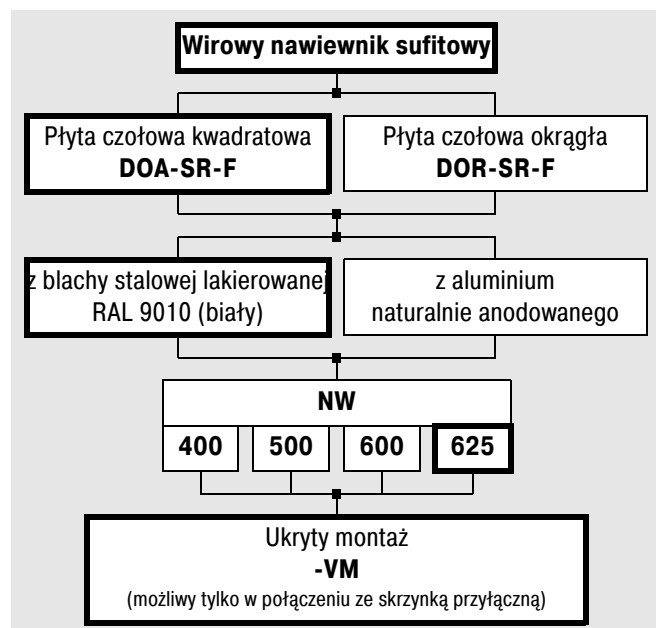 Wirowy nawiewnik sufitowy
Płyta czołowa kwadratowa
DOA-SR-F
Płyta czołowa okrągła
DOR-SR-F
z blachy stalowej lakierowanej
RAL 9010 (biały)
z aluminium
naturalnie anodowanego
NW
400 500 600 625
Ukryty montaż
-VM
(możliwy tylko w połączeniu ze skrzynką przyłączną)